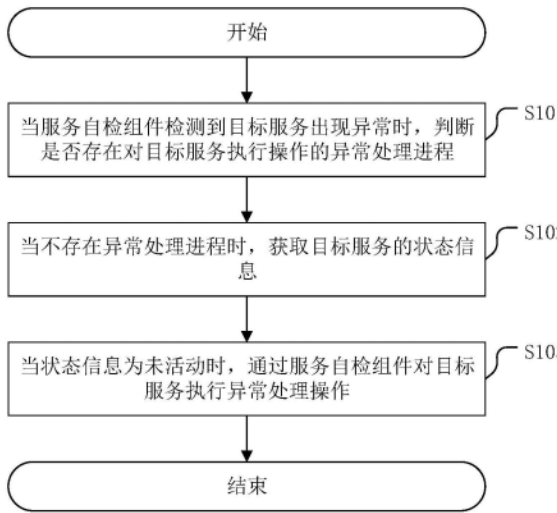 开始
当服务自检组件检测到目标服务出现异常时，判断
是否存在对目标服务执行操作的异常处理进程
S10
当不存在异常处理进程时，获取目标服务的状态信
息
S102
当状态信息为未活动时，通过服务自检组件对目标
服务执行异常处理操作
S10
结束